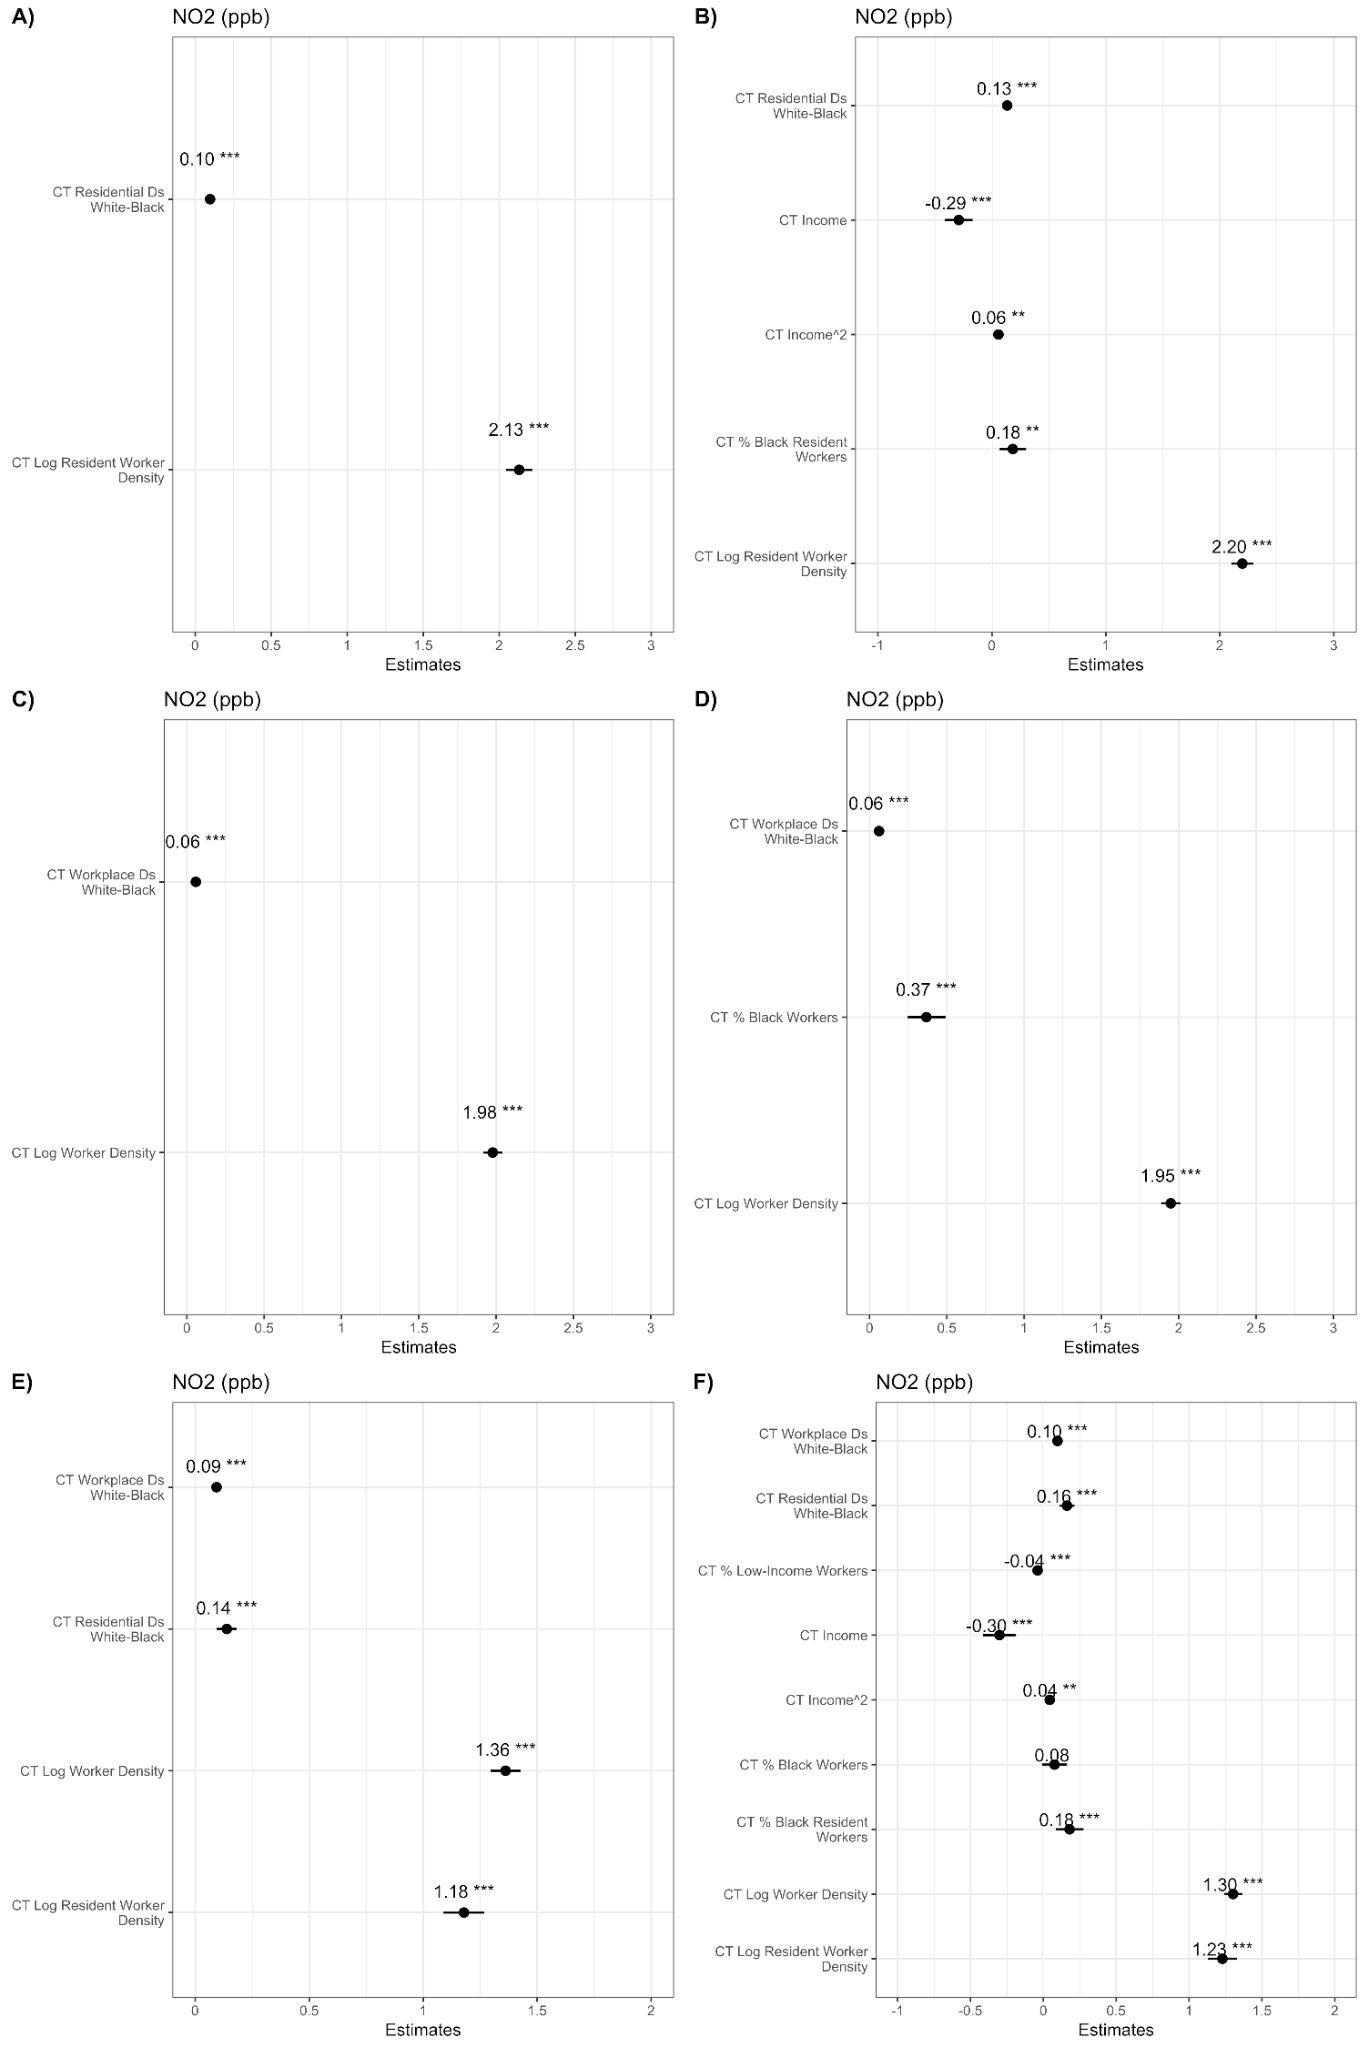 A)
NO2 (ppb)
0.10 ***
CT Residential Ds
White-Black
2.13 ***
CT Log Resident Worker
Density
0 0.5 1 1.5 2 2.5 3
Estimates
B)
NO2 (ppb)
0.13 ***
CT Residential Ds
White-Black
-0.29 ***
CT Income
0.06 **
CT Income^2
0.18 **
CT % Black Resident
Workers
2.20 ***
CT Log Resident Worker
Density
-1 0 1 2 3
Estimates
C)
NO2 (ppb)
0.06 ***
CT Workplace Ds
White-Black
1.98 ***
CT Log Worker Density
0 0.5 1 1.5 2 2.5 3
Estimates
D)
NO2 (ppb)
0.06 ***
CT Workplace Ds
White-Black
0.37 ***
CT % Black Workers
1.95 ***
CT Log Worker Density
0 0.5 1 1.5 2 2.5 3
Estimates
E)
NO2 (ppb)
0.09 ***
CT Workplace Ds
White-Black
0.14 ***
CT Residential Ds
White-Black
1.36 ***
CT Log Worker Density
1.18 ***
CT Log Resident Worker
Density
0 0.5 1 1.5 2
Estimates
F)
NO2 (ppb)
0.10 ***
CT Workplace Ds
White-Black
0.16 ***
CT Residential Ds
White-Black
-0.04 ***
CT % Low-Income Workers
-0.30 ***
CT Income
0.04 **
CT Income^2
0.08
CT % Black Workers
0.18 ***
CT % Black Resident
Workers
1.30 ***
CT Log Worker Density
1.23 ***
CT Log Resident Worker
Density
-1 -0.5 0 0.5 1 1.5 2
Estimates